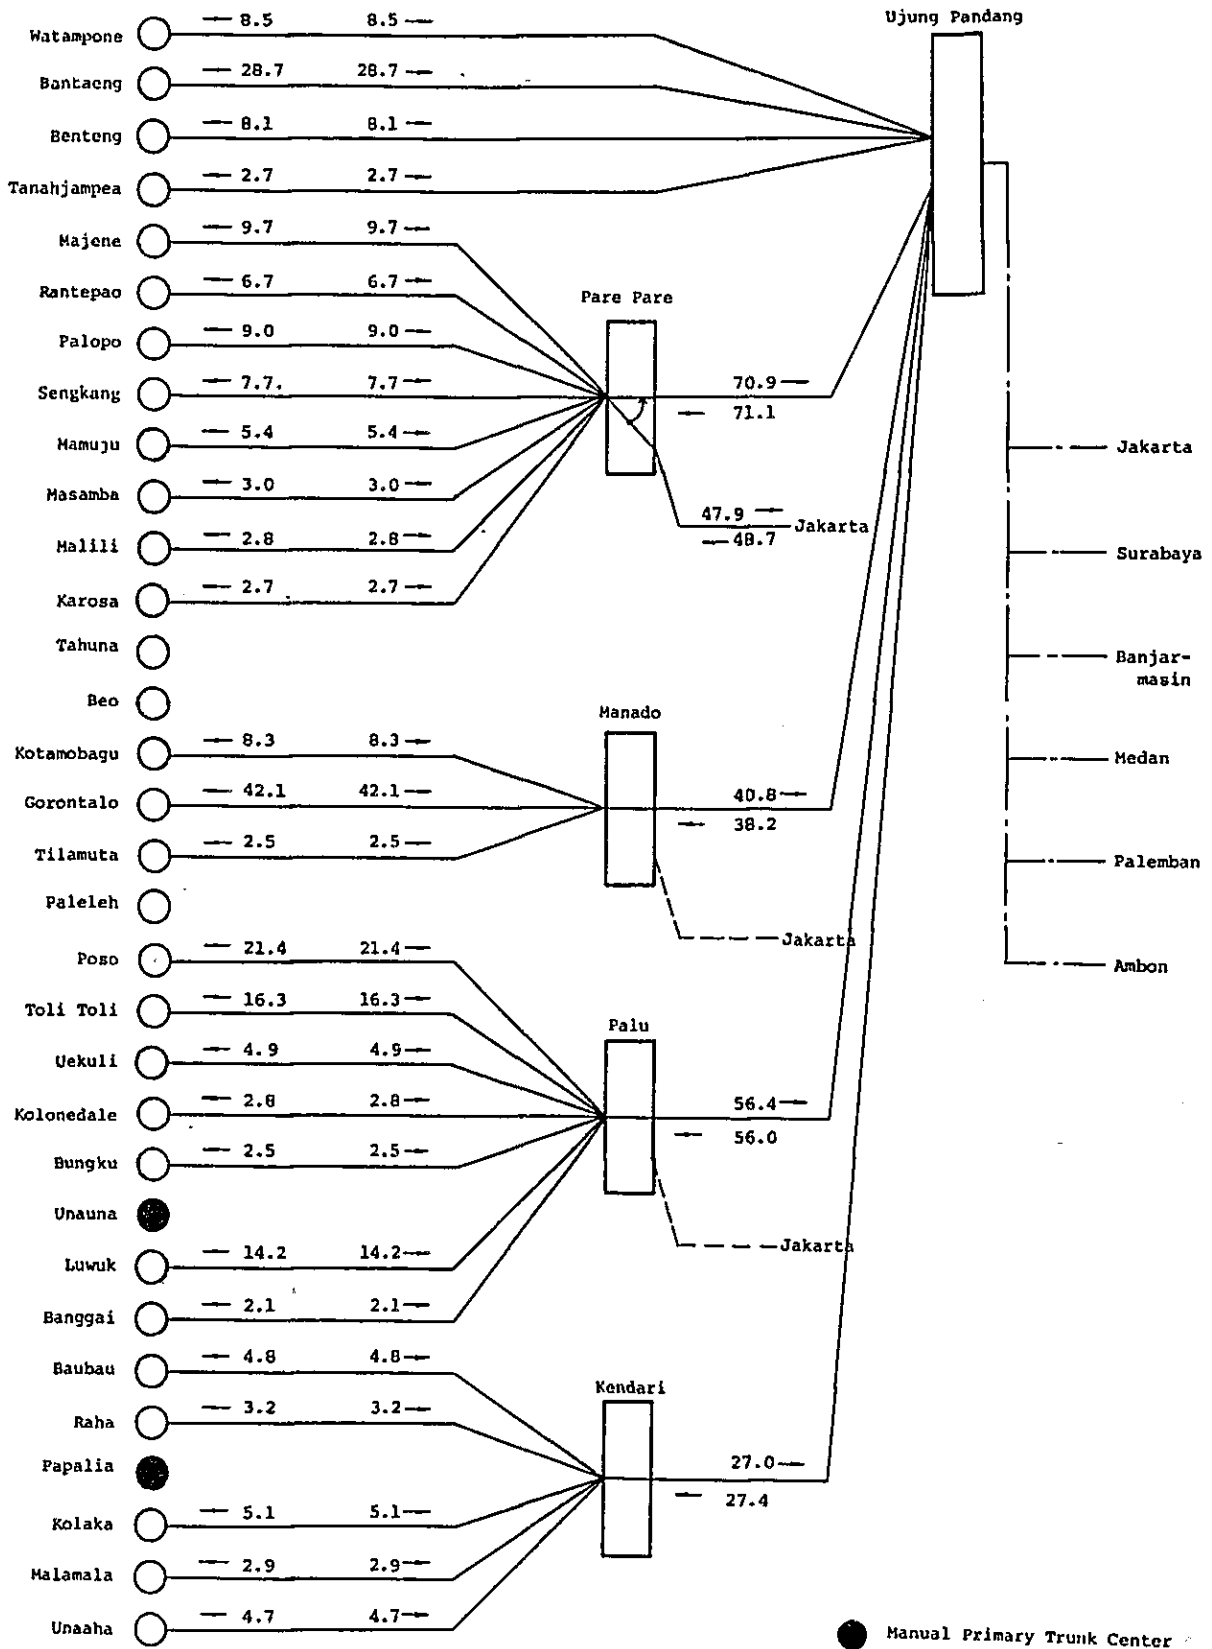 Ujung Pandang
Watampone 8.5 8.5
Bantaeng 28.7 28.7
Benteng 8.1 8.1
Tanahjampea 2.7 2.7
Majene 9.7 9.7
Rantepao 6.7 6.7
Pare Pare
Palopo 9.0 9.0
Sengkang 7.7. 7.7
70.9
71.1
Mamuju 5.4 5.4
Jakarta
Masamba 3.0 3.0
47.9
Jakarta
48.7
Malili 2.8 2.8
Surabaya
Karosa 2.7 2.7
Tahuna
Banjar-
masin
Beo
Manado
Kotamobagu 8.3 8.3
Medan
Gorontalo 42.1 42.1
40.8
38.2
Tilamuta 2.5 2.5
Palemban
Paleleh
Jakarta
Poso 21.4 21.4
Ambon
Toli Toli 16.3 16.3
Palu
Uekuli 4.9 4.9
Kolonedale 2.8 2.8
56.4
56.0
Bungku 2.5 2.5
Unauna
Jakarta
Luwuk 14.2 14.2
Banggai 2.1 2.1
Baubau 4.8 4.8
Kendari
Raha 3.2 3.2
Papalia
27.0
27.4
Kolaka 5.1 5.1
Malamala 2.9 2.9
Unaaha 4.7 4.7
Manual Primary Trunk Center